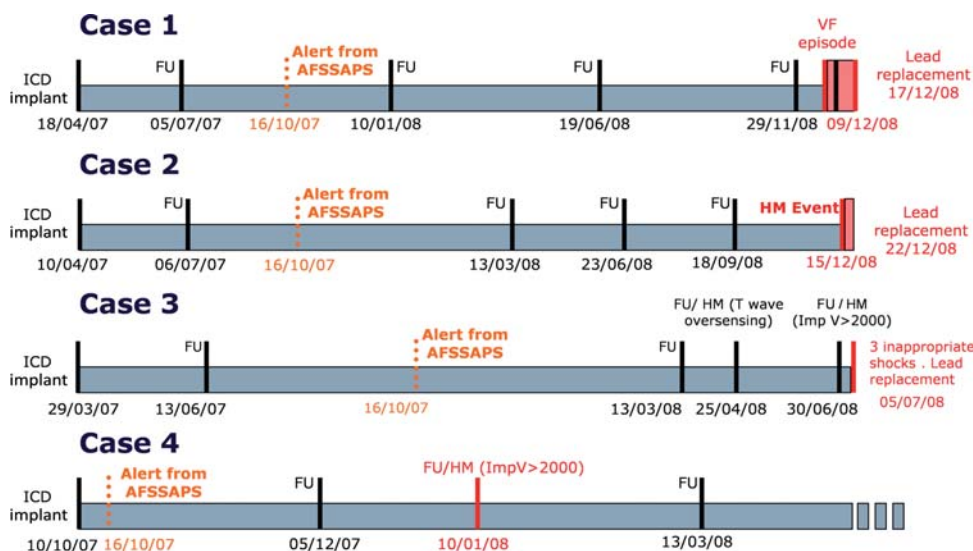 Case 1
ICD
implant
FU
Alert from
AFSSAPS
FU
VF
episode
Lead
replacement
17/12/08
18/04/07
05/07/07
16/10/07
10/01/08
19/06/08
29/11/08
09/12/08
Case 2
ICD
implant
FU
Alert from
AFSSAPS
FU
FU
FU
HM Event
Lead
replacement
22/12/08
10/04/07
06/07/07
16/10/07
13/03/08
23/06/08
18/09/08
15/12/08
Case 3
ICD
implant
FU
Alert from
AFSSAPS
FU
FU/ HM (T wave
oversensing)
FU/HM
(Imp V>2000)
3 inappropriate
shocks . Lead
replacement
05/07/08
29/03/07
13/06/07
16/10/07
13/03/08
25/04/08
30/06/08
Case 4
ICD
implant
Alert from
AFSSAPS
FU
FU/HM (ImpV>2000)
FU
10/10/07
16/10/07
05/12/07
10/01/08
13/03/08